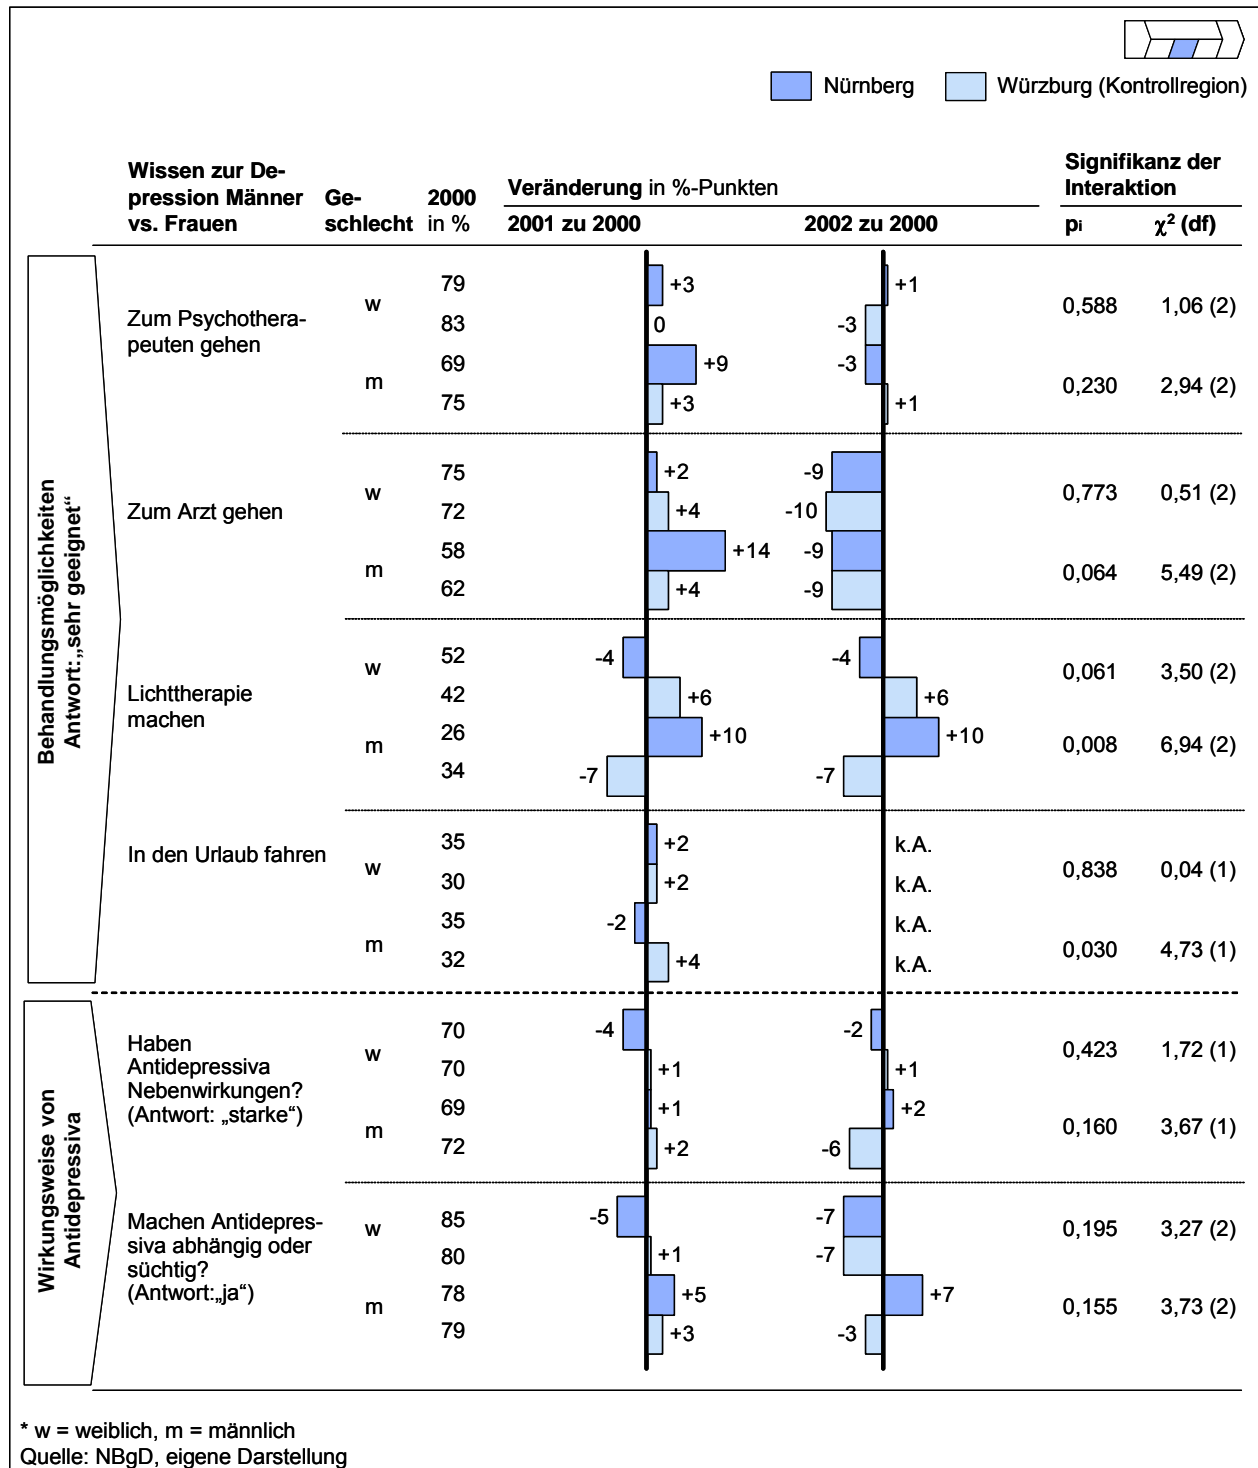 Nürnberg Würzburg (Kontrollregion)
Wissen zur De-
pression Männer
vs. Frauen
Ge-
schlecht
2000
in %
Veränderung in %-Punkten
2001 zu 2000 2002 zu 2000
Signifikanz der
Interaktion
pi χ² (df)
Behandlungsmöglichkeiten
Antwort:„sehr geeignet“
Zum Psychothera-
peuten gehen
w
79 +3 +1
83 0 -3
0,588 1,06 (2)
m
69 +9 -3
75 +3 +1
0,230 2,94 (2)
Zum Arzt gehen
w
75 +2 -9
72 +4 -10
0,773 0,51 (2)
m
58 +14 -9
62 +4 -9
0,064 5,49 (2)
Lichttherapie
machen
w
52 -4 -4
42 +6 +6
0,061 3,50 (2)
m
26 +10 +10
34 -7 -7
0,008 6,94 (2)
In den Urlaub fahren
w
35 +2 k.A.
30 +2 k.A.
0,838 0,04 (1)
m
35 -2 k.A.
32 +4 k.A.
0,030 4,73 (1)
Wirkungsweise von
Antidepressiva
Haben
Antidepressiva
Nebenwirkungen?
(Antwort: „starke“)
w
70 -4 -2
70 +1 +1
0,423 1,72 (1)
m
69 +1 +2
72 +2 -6
0,160 3,67 (1)
Machen Antidepres-
siva abhängig oder
süchtig?
(Antwort:„ja“)
w
85 -5 -7
80 +1 -7
0,195 3,27 (2)
m
78 +5 +7
79 +3 -3
0,155 3,73 (2)
* w = weiblich, m = männlich
Quelle: NBgD, eigene Darstellung